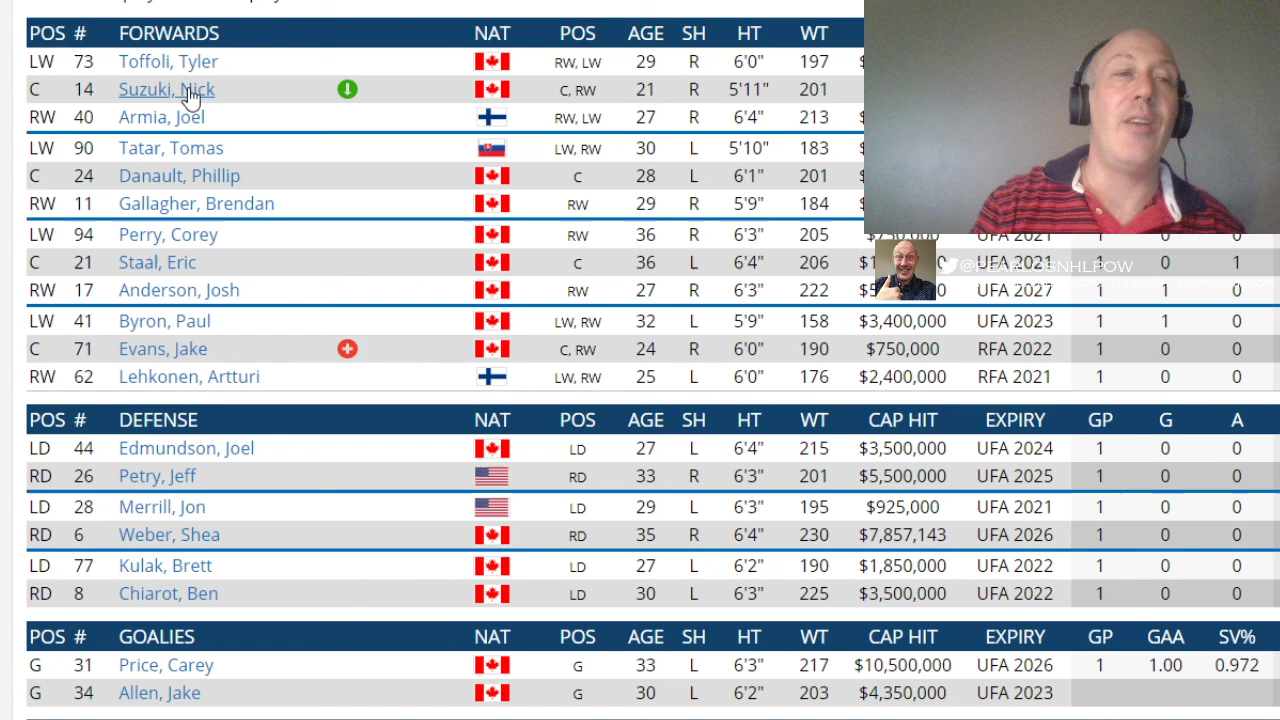 POS # FORWARDS NAT POS AGE SH HT WT
LW 73 Toffoli, Tyler RW, LW 29 R 6'0" 197
C 14 Suzuki, Nick C, RW 21 R 5'11" 201
RW 40 Armia, Joel RW, LW 27 R 6'4" 213
LW 90 Tatar, Tomas LW, RW 30 L 5'10" 183
C 24 Danault, Phillip C 28 L 6'1" 201
RW 11 Gallagher, Brendan RW 29 R 5'9" 184
LW 94 Perry, Corey RW 36 R 6'3" 205 $750,000 UFA 2021 1 0 0
C 21 Staal, Eric C 36 L 6'4" 206 UFA 2021 1 0 1
@PEARLOSNHLPOW
RW 17 Anderson, Josh RW 27 R 6'3" 222 UFA 2027 1 1 0
LW 41 Byron, Paul LW, RW 32 L 5'9" 158 $3,400,000 UFA 2023 1 1 0
C 71 Evans, Jake C, RW 24 R 6'0" 190 $750,000 RFA 2022 1 0 0
RW 62 Lehkonen, Artturi LW, RW 25 L 6'0" 176 $2,400,000 RFA 2021 1 0 0
POS # DEFENSE NAT POS AGE SH HT WT CAP HIT EXPIRY GP G A
LD 44 Edmundson, Joel LD 27 L 6'4" 215 $3,500,000 UFA 2024 1 0 0
RD 26 Petry, Jeff RD 33 R 6'3" 201 $5,500,000 UFA 2025 1 0 0
LD 28 Merrill, Jon LD 29 L 6'3" 195 $925,000 UFA 2021 1 0 0
RD 6 Weber, Shea RD 35 R 6'4" 230 $7,857,143 UFA 2026 1 0 0
LD 77 Kulak, Brett LD 27 L 6'2" 190 $1,850,000 UFA 2022 1 0 0
RD 8 Chiarot, Ben LD 30 L 6'3" 225 $3,500,000 UFA 2022 1 0 0
POS # GOALIES NAT POS AGE SH HT WT CAP HIT EXPIRY GP GAA SV%
G 31 Price, Carey G 33 L 6'3" 217 $10,500,000 UFA 2026 1 1.00 0.972
G 34 Allen, Jake G 30 L 6'2" 203 $4,350,000 UFA 2023